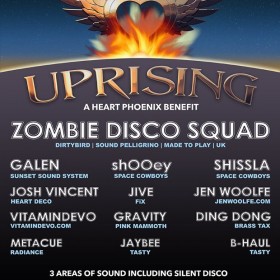 UPRISING
A HEART PHOENIX BENEFIT
ZOMBIE DISCO SQUAD
DIRTYBIRD | SOUND PELLIGRINO | MADE TO PLAY | UK
GALEN shOOey SHISSLA
SUNSET SOUND SYSTEM SPACE COWBOYS SPACE COWBOYS
JOSH VINCENT JIVE JEN WOOLFE
HEART DECO FIX JENWOOLFE.COM
VITAMINDEVO GRAVITY DING DONG
VITAMINDEVO.COM PINK MAMMOTH BRASS TAX
METACUE JAYBEE B-HAUL
RADIANCE TASTY TASTY
3 AREAS OF SOUND INCLUDING SILENT DISCO